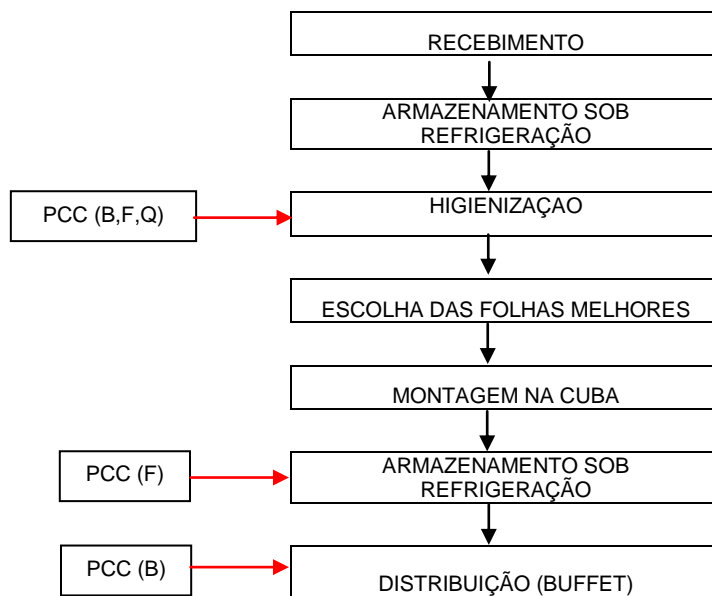 RECEBIMENTO
ARMAZENAMENTO SOB
REFRIGERAÇÃO
PCC (B,F,Q)
HIGIENIZAÇAO
ESCOLHA DAS FOLHAS MELHORES
MONTAGEM NA CUBA
PCC (F)
ARMAZENAMENTO SOB
REFRIGERAÇÃO
PCC (B)
DISTRIBUIÇÃO (BUFFET)